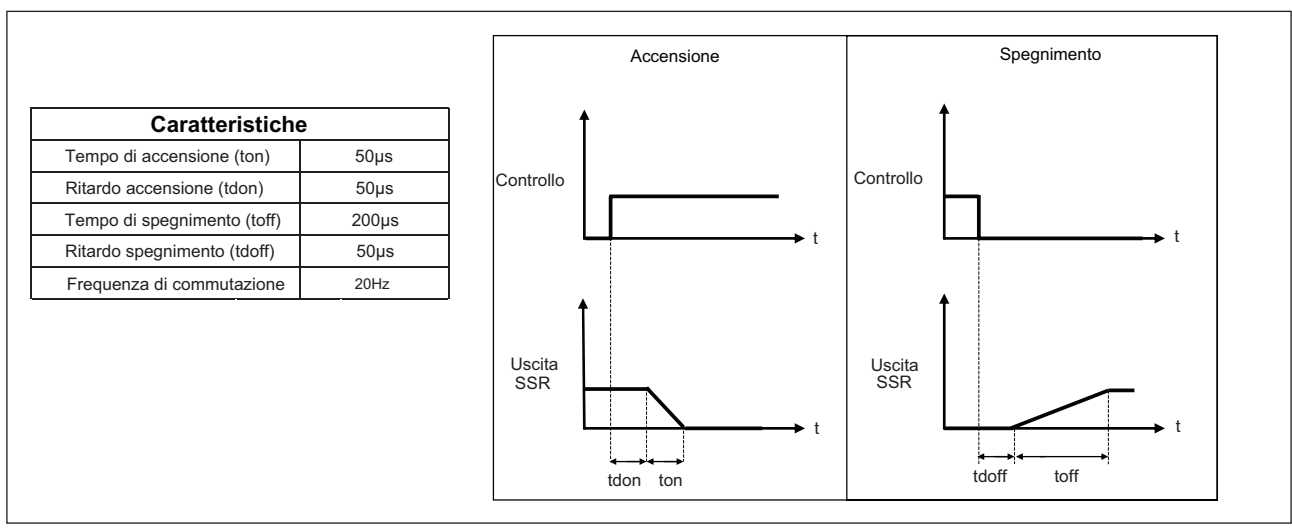 Caratteristiche
Tempo di accensione (ton) 50µs
Ritardo accensione (tdon) 50µs
Tempo di spegnimento (toff) 200µs
Ritardo spegnimento (tdoff) 50µs
Frequenza di commutazione 20Hz
Accensione
Controllo
t
Uscita
SSR
t
tdon ton
Spegnimento
Controllo
t
Uscita
SSR
t
tdoff toff